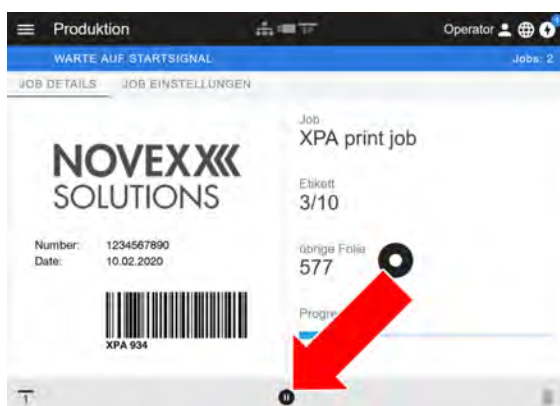 Produktion
Operator
WARTE AUF STARTSIGNAL
Jobs: 2
JOB DETAILS
JOB EINSTELLUNGEN
NOVEXX
SOLUTIONS
Number: 1234567890
Date: 10.02.2020
XPA 934
Job
XPA print job
Etikett
3/10
übrige Folie
577
Progre
1